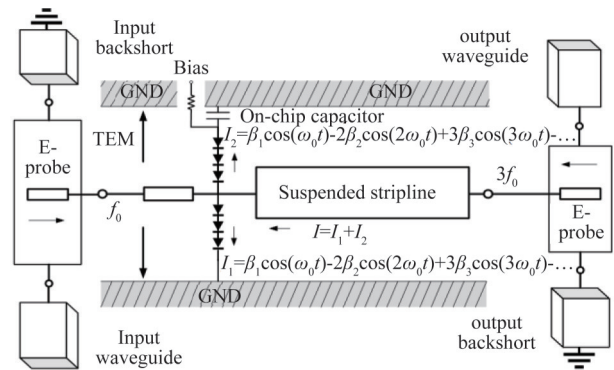 Input
backshort
output
waveguide
Bias
GND
GND
On-chip capacitor
TEM
I₂=β₁cos(ω₀t)-2β₂cos(2ω₀t)+3β₃cos(3ω₀t)-…
E-
probe
Suspended stripline
3f₀
f₀
E-
probe
I=I₁+I₂
I₁=β₁cos(ω₀t)-2β₂cos(2ω₀t)+3β₃cos(3ω₀t)-…
GND
Input
waveguide
output
backshort